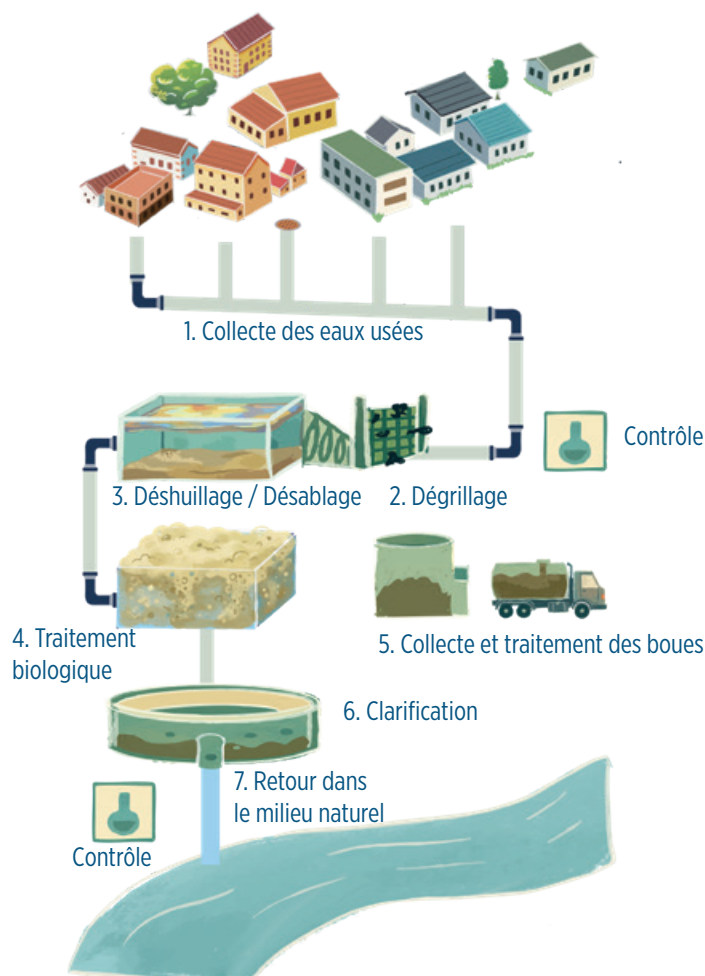 1. Collecte des eaux usées
Contrôle
3. Déshuillage / Désablage
2. Dégrillage
4. Traitement
biologique
5. Collecte et traitement des boues
6. Clarification
7. Retour dans
le milieu naturel
Contrôle